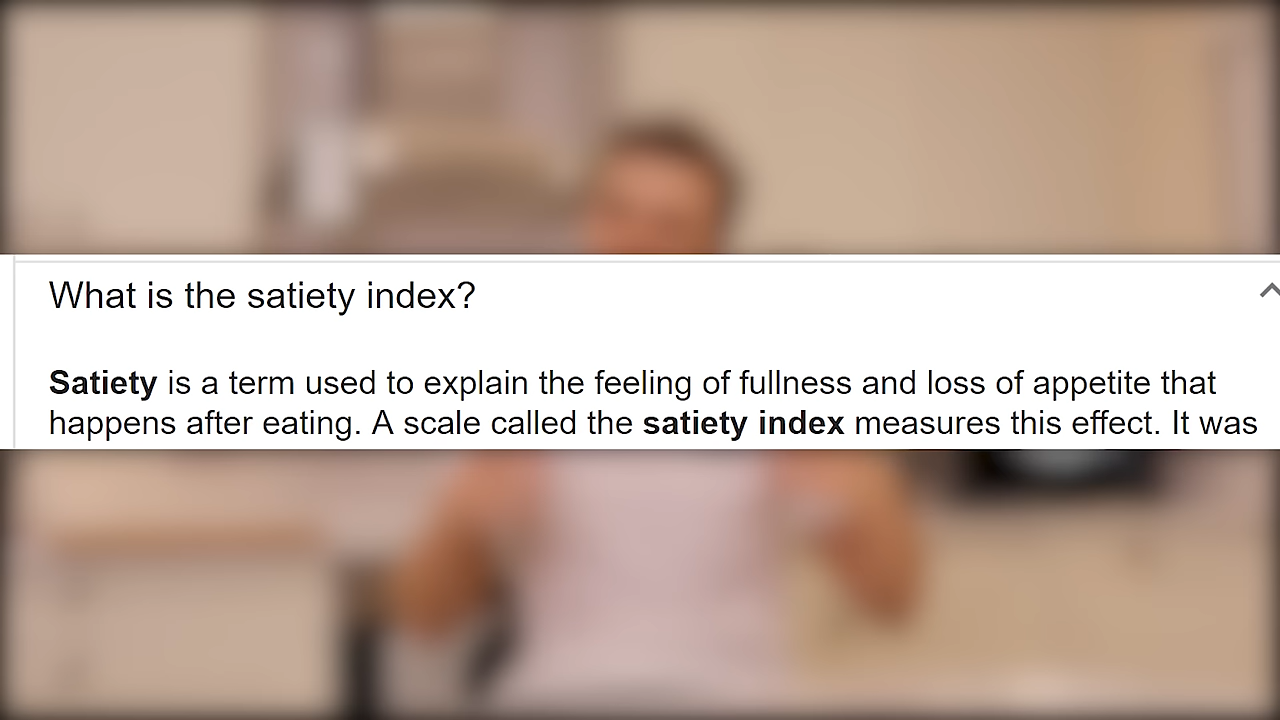 What is the satiety index?
Satiety is a term used to explain the feeling of fullness and loss of appetite that
happens after eating. A scale called the satiety index measures this effect. It was